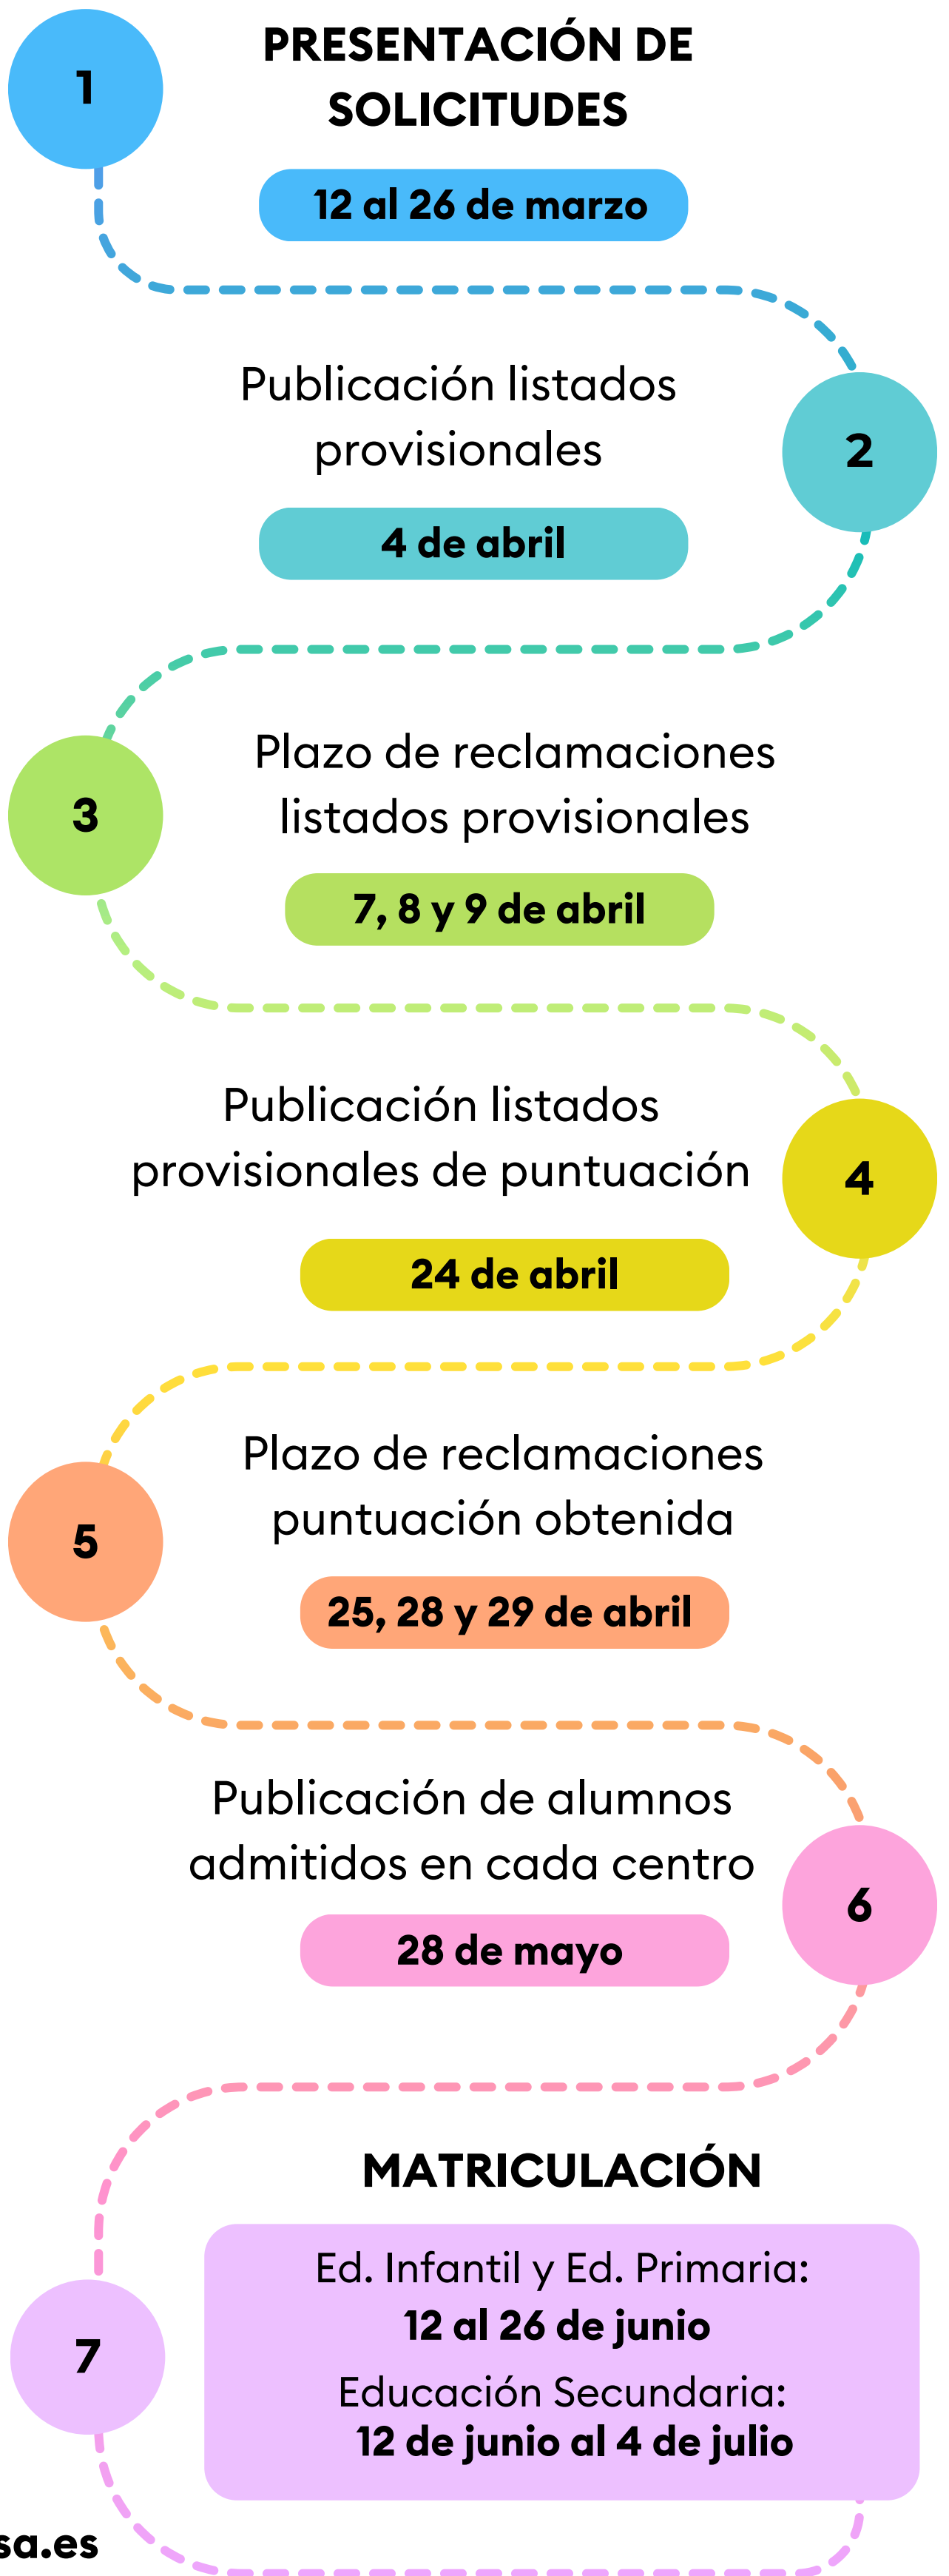 1
PRESENTACIÓN DE
SOLICITUDES
12 al 26 de marzo
Publicación listados
provisionales
2
4 de abril
3
Plazo de reclamaciones
listados provisionales
7, 8 y 9 de abril
Publicación listados
provisionales de puntuación
4
24 de abril
5
Plazo de reclamaciones
puntuación obtenida
25, 28 y 29 de abril
Publicación de alumnos
admitidos en cada centro
6
28 de mayo
MATRICULACIÓN
7
Ed. Infantil y Ed. Primaria:
12 al 26 de junio
Educación Secundaria:
12 de junio al 4 de julio
sa.es